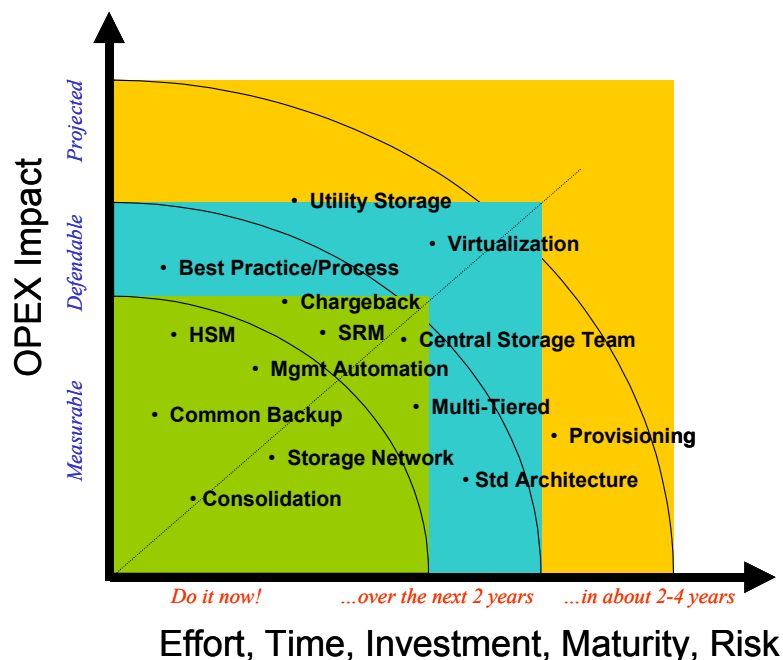 OPEX Impact
Projected
Defendable
Measurable
• Utility Storage
• Virtualization
• Best Practice/Process
• Chargeback
• HSM
• SRM
• Central Storage Team
• Mgmt Automation
• Common Backup
• Multi-Tiered
• Provisioning
• Storage Network
• Std Architecture
• Consolidation
Do it now!
...over the next 2 years
...in about 2-4 years
Effort, Time, Investment, Maturity, Risk